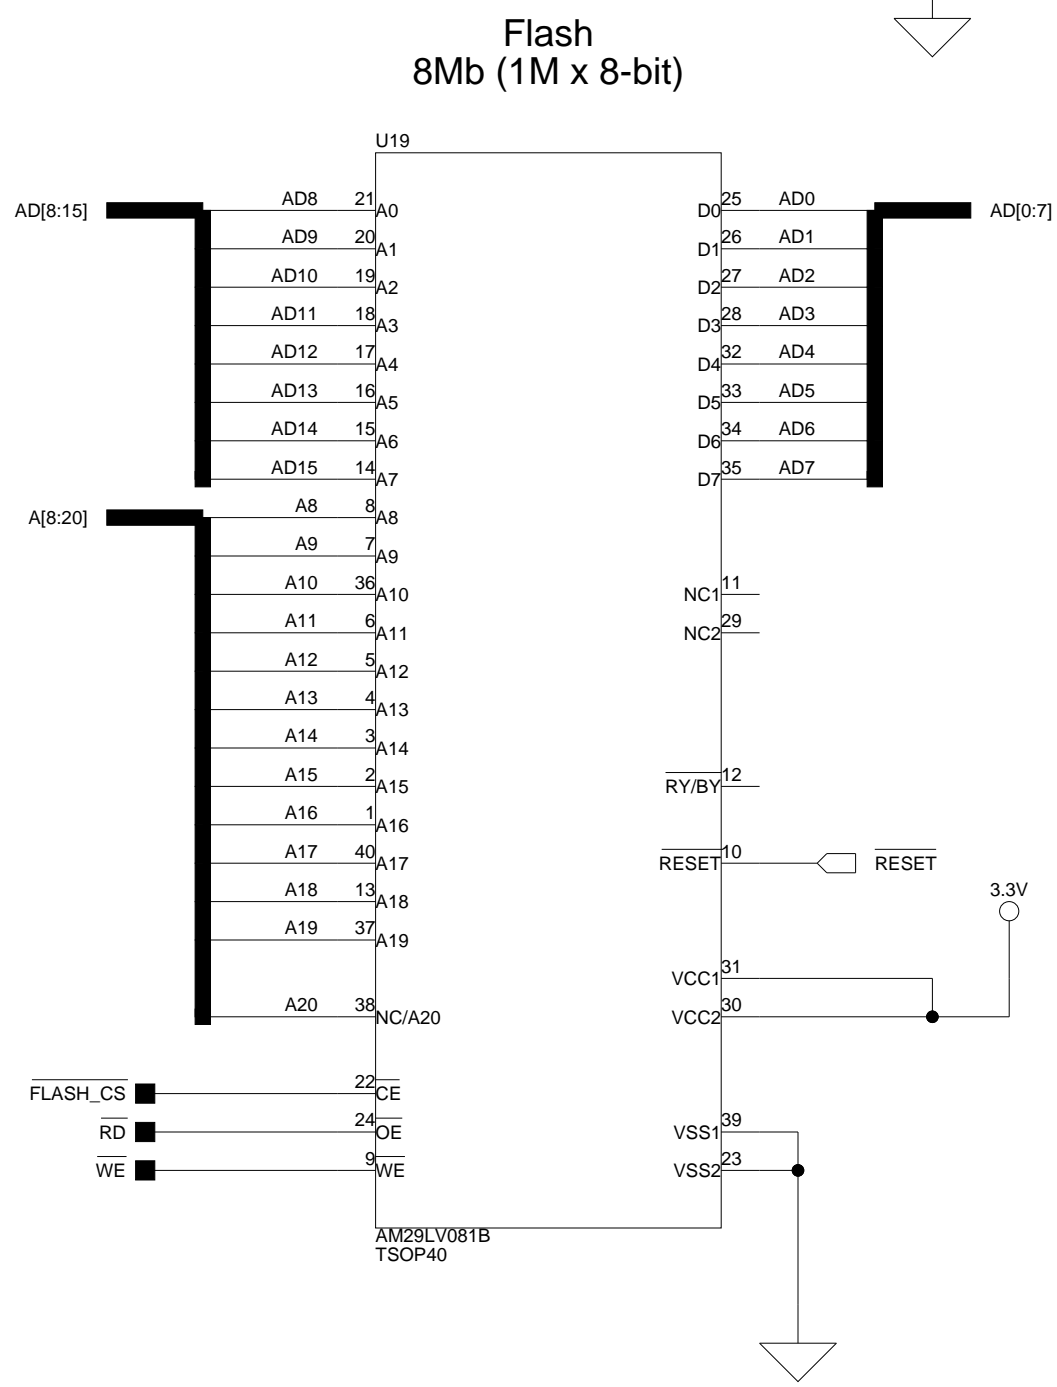 Flash
8Mb (1M x 8-bit)
U19
AD[8:15] AD8 21 A0 D0 25 AD0 AD[0:7]
AD9 20 A1 D1 26 AD1
AD10 19 A2 D2 27 AD2
AD11 18 A3 D3 28 AD3
AD12 17 A4 D4 32 AD4
AD13 16 A5 D5 33 AD5
AD14 15 A6 D6 34 AD6
AD15 14 A7 D7 35 AD7
A[8:20] A8 8 A8
A9 7 A9
A10 36 A10 NC1 11
A11 6 A11 NC2 29
A12 5 A12
A13 4 A13
A14 3 A14
A15 2 A15 RY/BY 12
A16 1 A16
A17 40 A17 RESET 10 RESET
A18 13 A18 3.3V
A19 37 A19
VCC1 31
A20 38 NC/A20 VCC2 30
FLASH_CS 22 CE
RD 24 OE VSS1 39
WE 9 WE VSS2 23
AM29LV081B
TSOP40